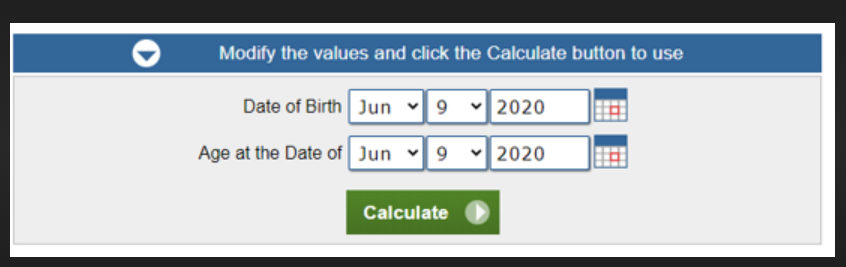 Modify the values and click the Calculate button to use
Date of Birth Jun 9 2020
Age at the Date of Jun 9 2020
Calculate